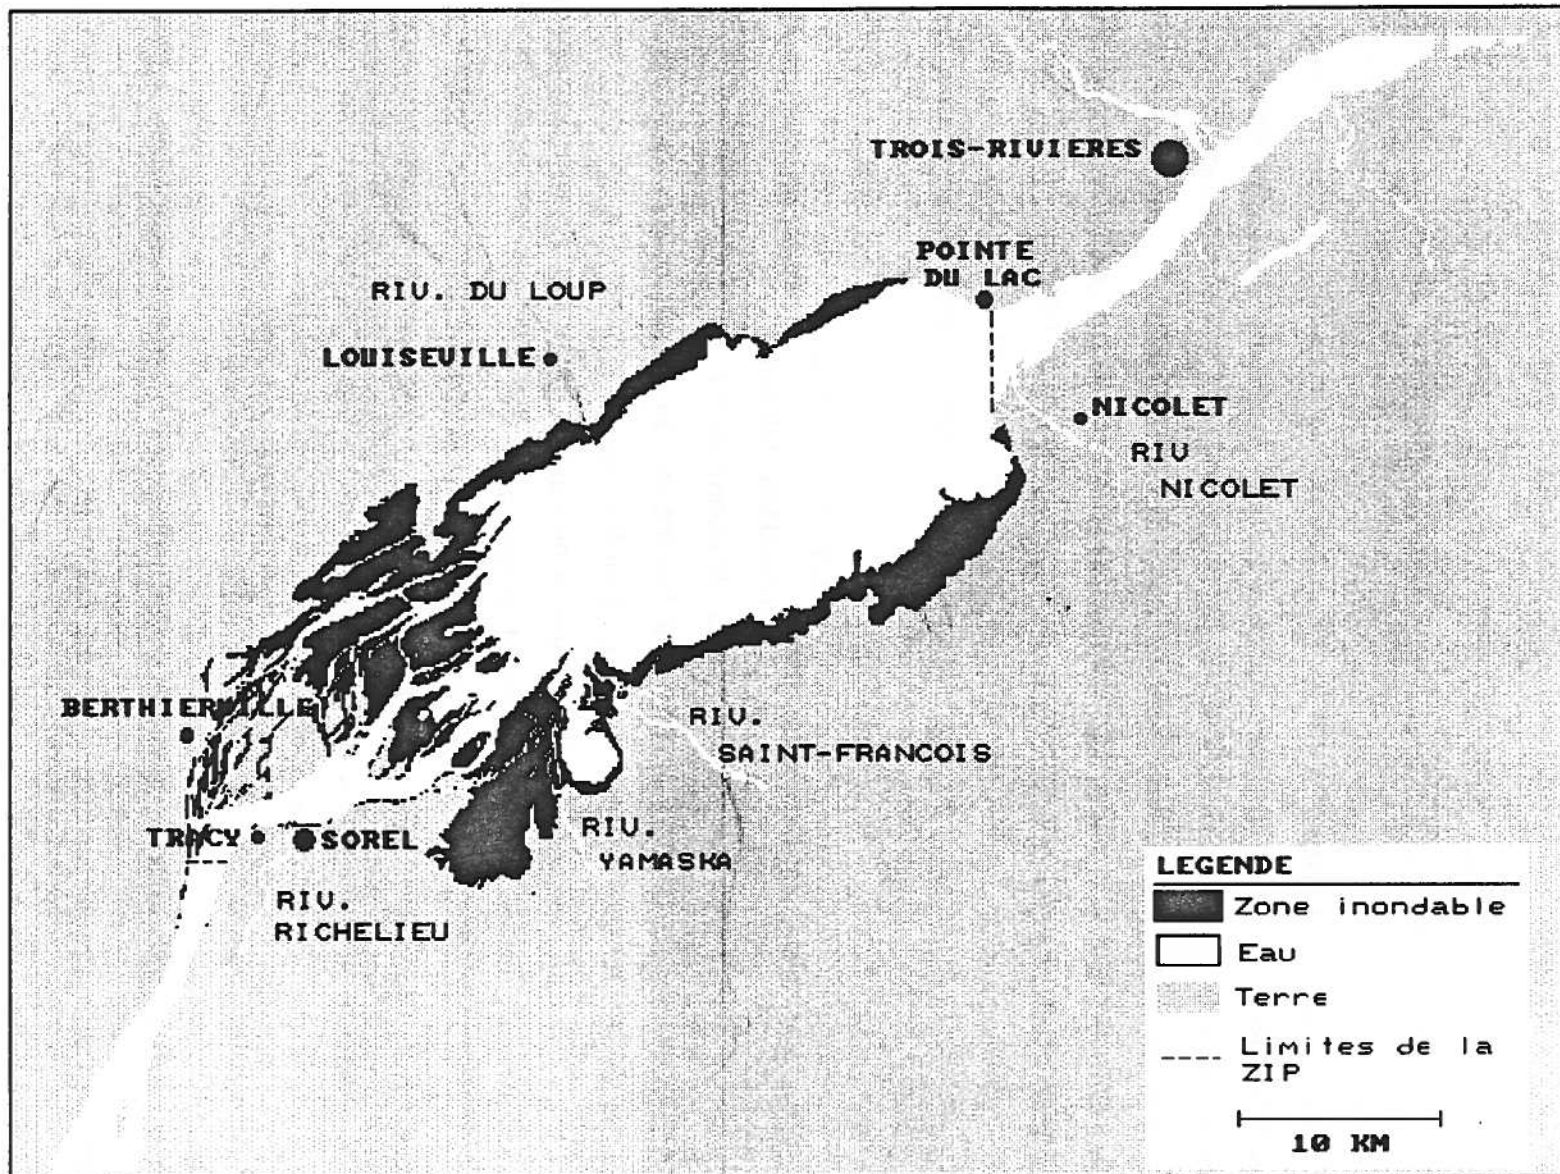 TROIS-RIVIERES
POINTE
DU LAC
RIV. DU LOUP
LOUISEVILLE
NICOLET
RIV
NICOLET
BERTHIERVILLE
RIV.
SAINT-FRANCOIS
TRACY
SOREL
RIV.
YAMASKA
RIV.
RICHELIEU
LEGENDE
Zone inondable
Eau
Terre
Limites de la
ZIP
10 KM